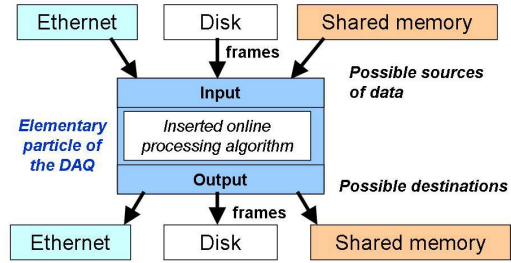 Ethernet
Disk
Shared memory
frames
Possible sources
of data
Input
Elementary
particle of
the DAQ
Inserted online
processing algorithm
Output
Possible destinations
frames
Ethernet
Disk
Shared memory